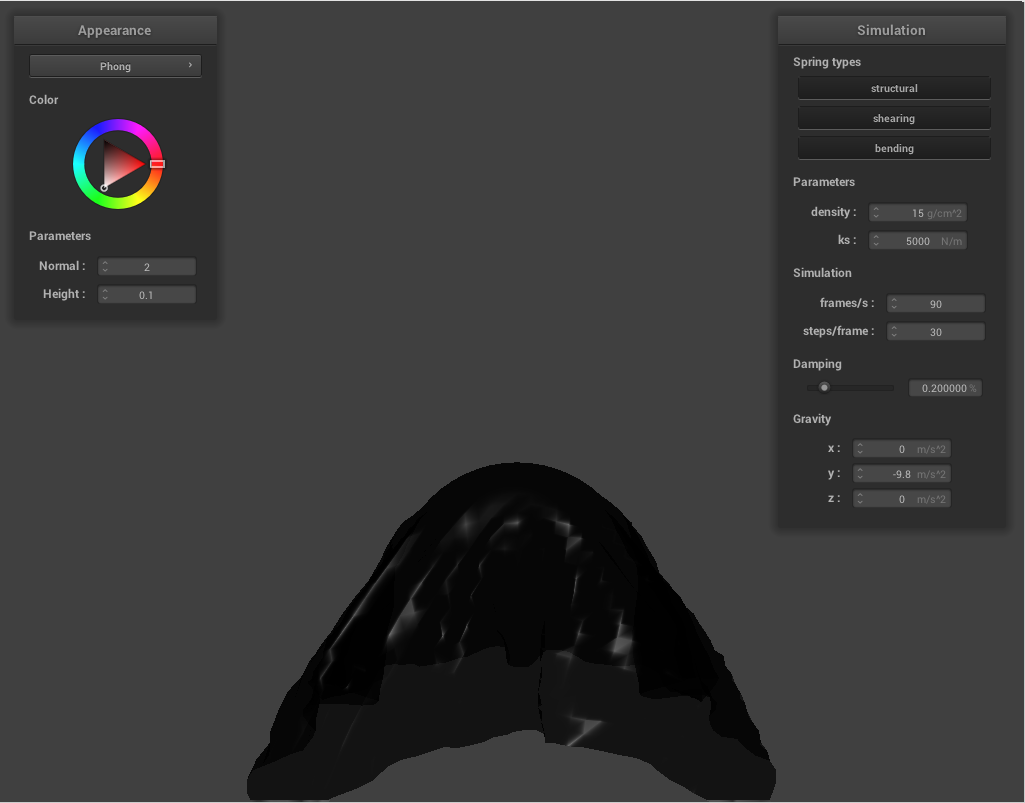 Appearance
Phong
Color
Parameters
Normal : 2
Height : 0.1
Simulation
Spring types
structural
shearing
bending
Parameters
density : 15 g/cm^2
ks : 5000 N/m
Simulation
frames/s : 90
steps/frame : 30
Damping
0.200000 %
Gravity
x : 0 m/s^2
y : -9.8 m/s^2
z : 0 m/s^2